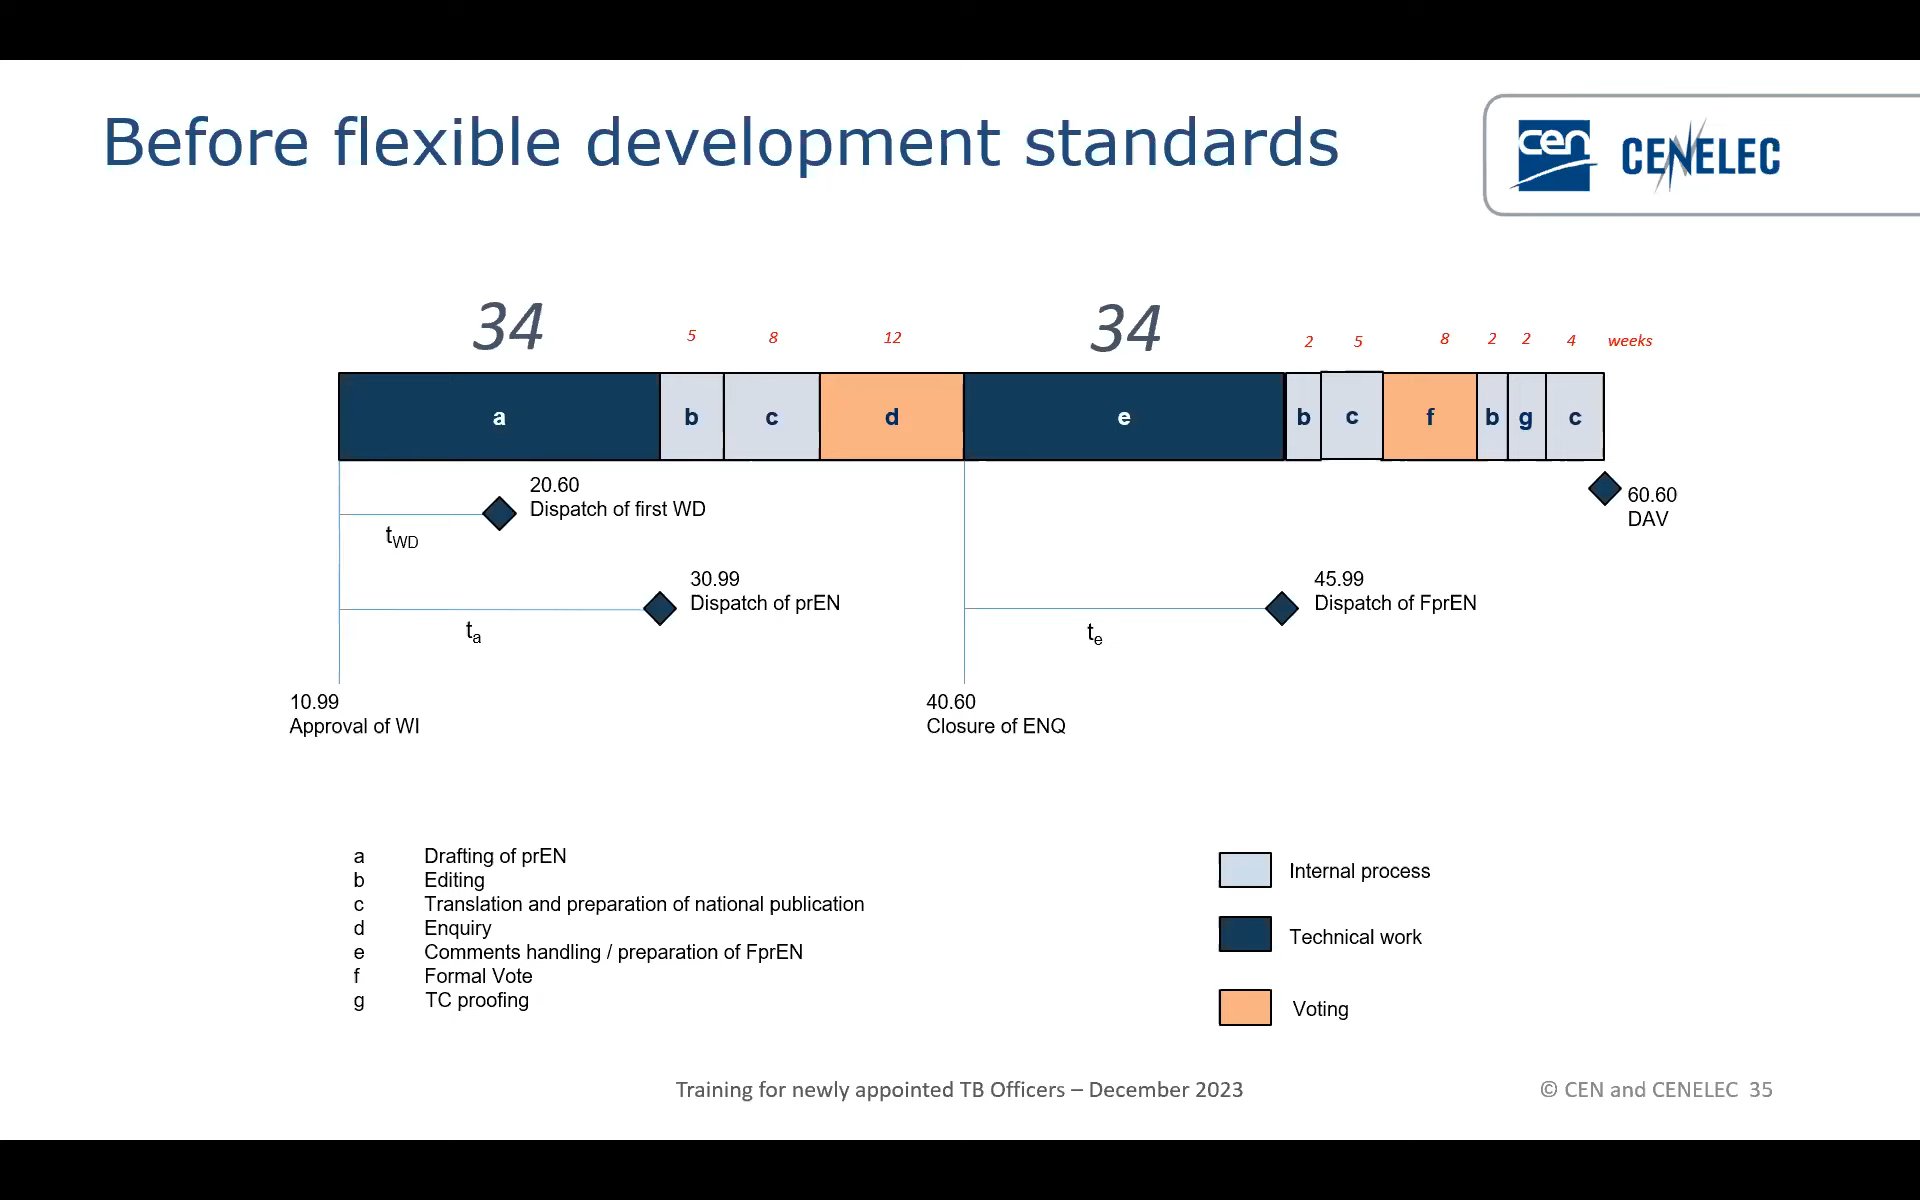 Before flexible development standards
cen
CENELEC
34 5 8 12 34 2 5 8 2 2 4 weeks
a b c d e b c f b g c
20.60
Dispatch of first WD
60.60
DAV
tWD
30.99
Dispatch of prEN
45.99
Dispatch of FprEN
ta
te
10.99
Approval of WI
40.60
Closure of ENQ
a Drafting of prEN
b Editing
c Translation and preparation of national publication
d Enquiry
e Comments handling / preparation of FprEN
f Formal Vote
g TC proofing
Internal process
Technical work
Voting
Training for newly appointed TB Officers – December 2023
© CEN and CENELEC 35